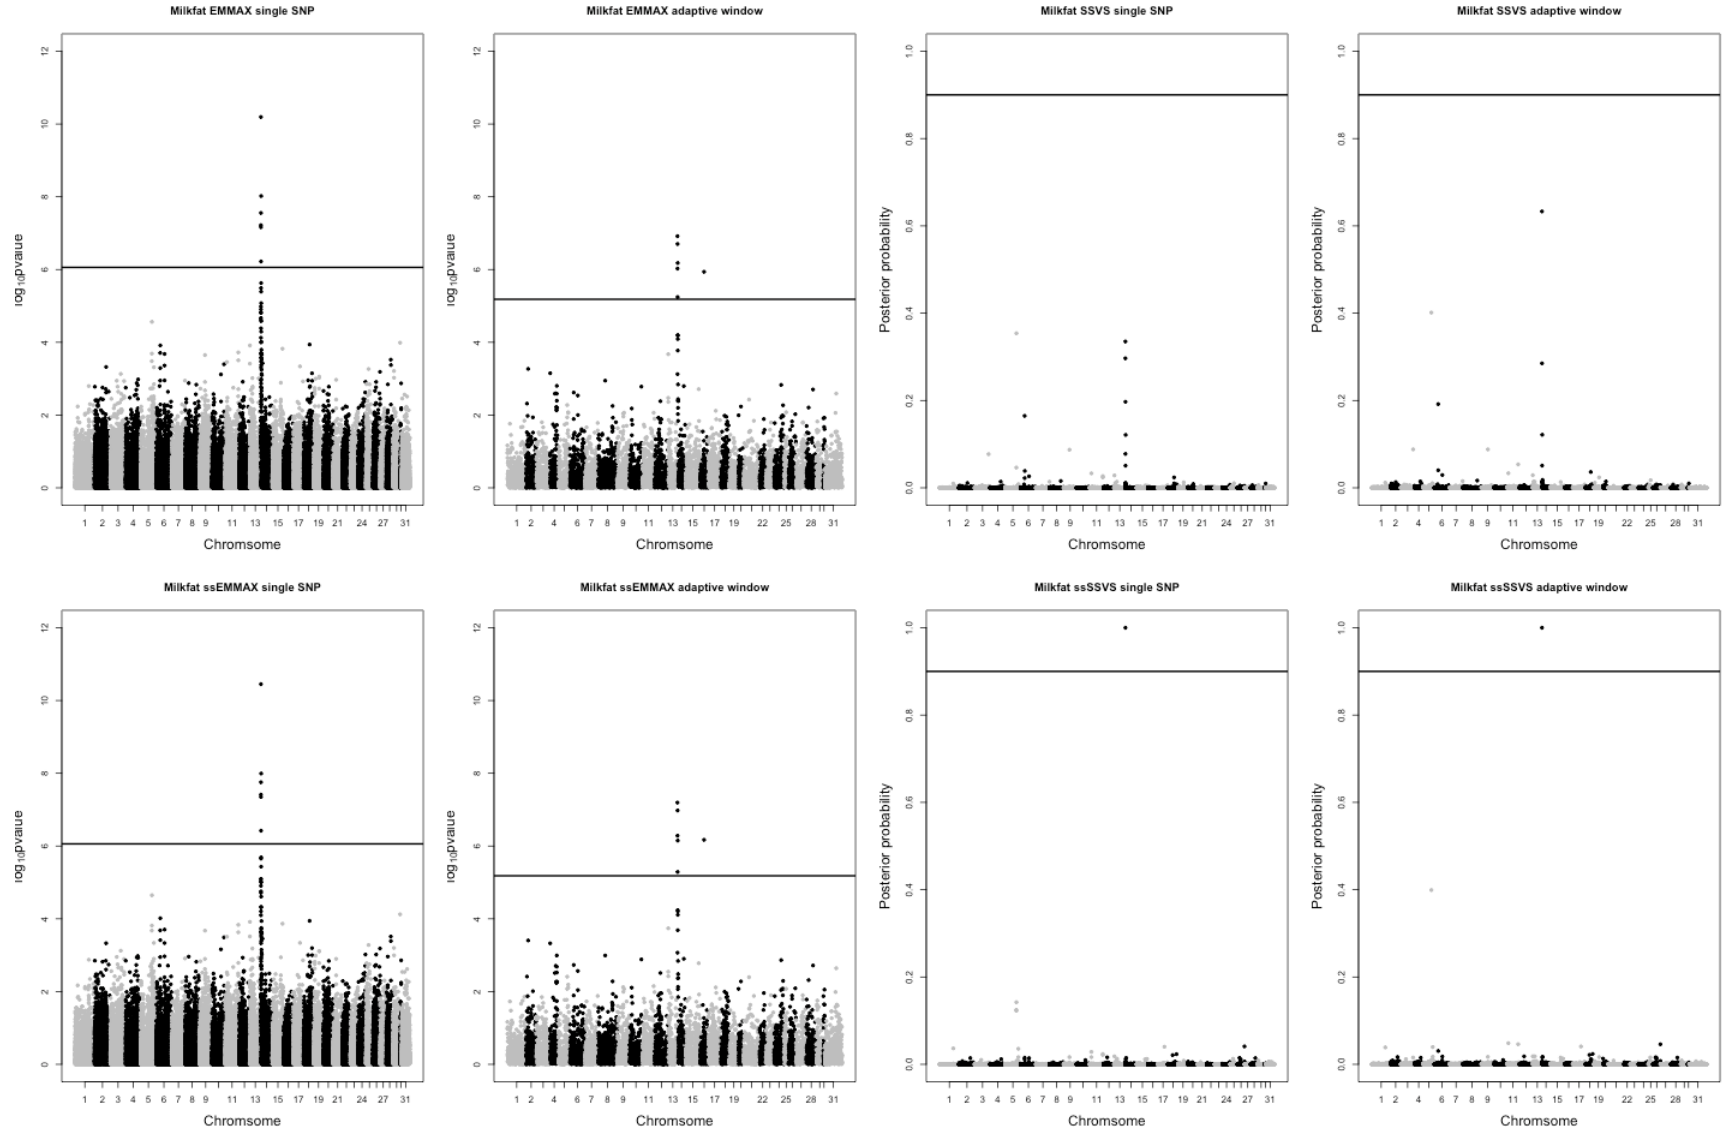 Milkfat EMMAX single SNP
12
10
8
6
4
2
0
log10pvalue
1 2 3 4 5 6 7 8 9 11 13 15 17 19 21 24 27 31
Chromsome
Milkfat EMMAX adaptive window
12
10
8
6
4
2
0
log10pvalue
1 2 4 6 7 8 9 11 13 15 17 19 22 25 28 31
Chromsome
Milkfat SSVS single SNP
1.0
0.8
0.6
0.4
0.2
0.0
Posterior probability
1 2 3 4 5 6 7 9 11 13 15 17 19 21 24 27 31
Chromsome
Milkfat SSVS adaptive window
1.0
0.8
0.6
0.4
0.2
0.0
Posterior probability
1 2 4 6 7 8 9 11 13 15 17 19 22 25 28 31
Chromsome
Milkfat ssEMMAX single SNP
12
10
8
6
4
2
0
log10pvalue
1 2 3 4 5 6 7 8 9 11 13 15 17 19 21 24 27 31
Chromsome
Milkfat ssEMMAX adaptive window
12
10
8
6
4
2
0
log10pvalue
1 2 4 6 7 8 9 11 13 15 17 19 22 25 28 31
Chromsome
Milkfat ssSSVS single SNP
1.0
0.8
0.6
0.4
0.2
0.0
Posterior probability
1 2 3 4 5 6 7 9 11 13 15 17 19 21 24 27 31
Chromsome
Milkfat ssSSVS adaptive window
1.0
0.8
0.6
0.4
0.2
0.0
Posterior probability
1 2 4 6 7 8 9 11 13 15 17 19 22 25 28 31
Chromsome